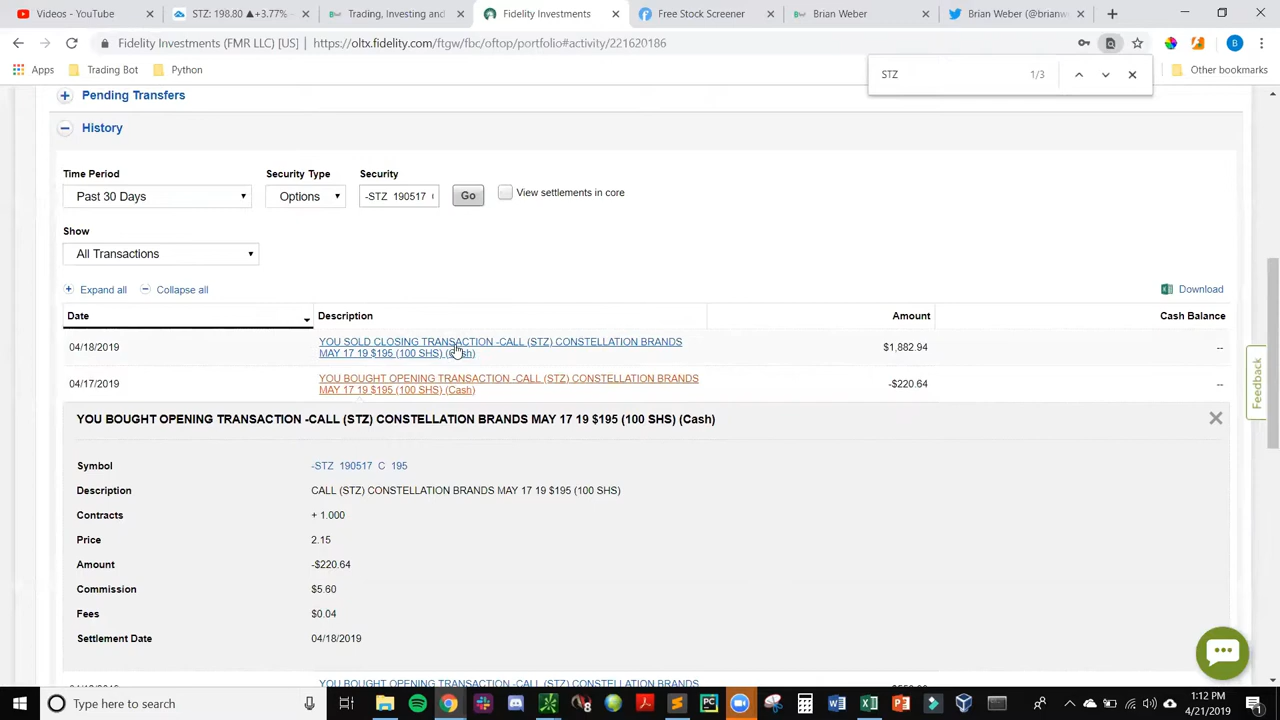 YouTube - Videos
STZ: 198.80 ▲+3.77%
Trading, Investing and
Fidelity Investments
Free Stock Screener
Brian Weber
Brian Weber (@brianw
Fidelity Investments (FMR LLC) [US] | https://oltx.fidelity.com/ftgw/fbc/oftop/portfolio#activity/221620186
B
Apps
Trading Bot
Python
Other bookmarks
STZ
1/3
Pending Transfers
History
Time Period
Security Type
Security
Past 30 Days
Options
-STZ 190517
Go
View settlements in core
Show
All Transactions
Expand all
Collapse all
Download
Date
Description
Amount
Cash Balance
04/18/2019
YOU SOLD CLOSING TRANSACTION -CALL (STZ) CONSTELLATION BRANDS
MAY 17 19 $195 (100 SHS) (Cash)
$1,882.94
--
04/17/2019
YOU BOUGHT OPENING TRANSACTION -CALL (STZ) CONSTELLATION BRANDS
MAY 17 19 $195 (100 SHS) (Cash)
-$220.64
--
Feedback
YOU BOUGHT OPENING TRANSACTION -CALL (STZ) CONSTELLATION BRANDS MAY 17 19 $195 (100 SHS) (Cash)
Symbol
-STZ 190517 C 195
Description
CALL (STZ) CONSTELLATION BRANDS MAY 17 19 $195 (100 SHS)
Contracts
+ 1.000
Price
2.15
Amount
-$220.64
Commission
$5.60
Fees
$0.04
Settlement Date
04/18/2019
YOU BOUGHT OPENING TRANSACTION -CALL (STZ) CONSTELLATION BRANDS
Type here to search
1:12 PM
4/21/2019